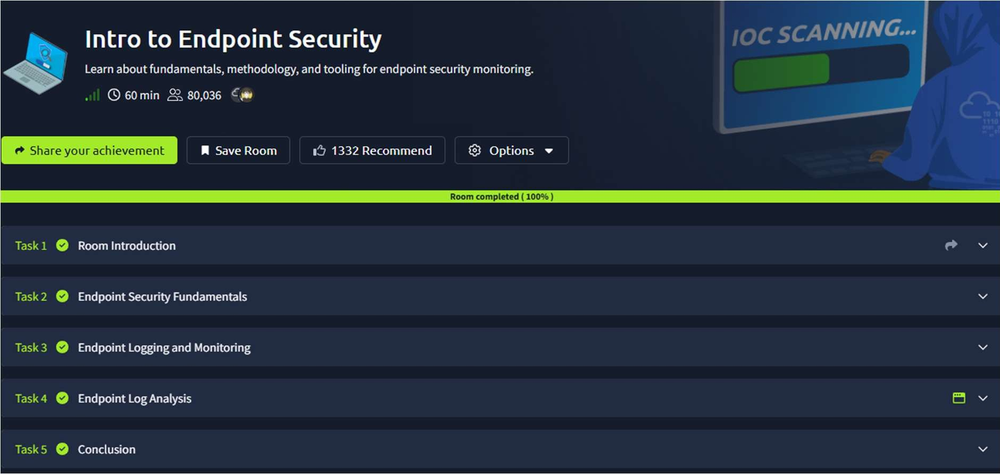 Intro to Endpoint Security
IOC SCANNING...
Learn about fundamentals, methodology, and tooling for endpoint security monitoring.
60 min 80,036
Share your achievement Save Room 1332 Recommend Options
Room completed ( 100% )
Task 1 Room Introduction
Task 2 Endpoint Security Fundamentals
Task 3 Endpoint Logging and Monitoring
Task 4 Endpoint Log Analysis
Task 5 Conclusion